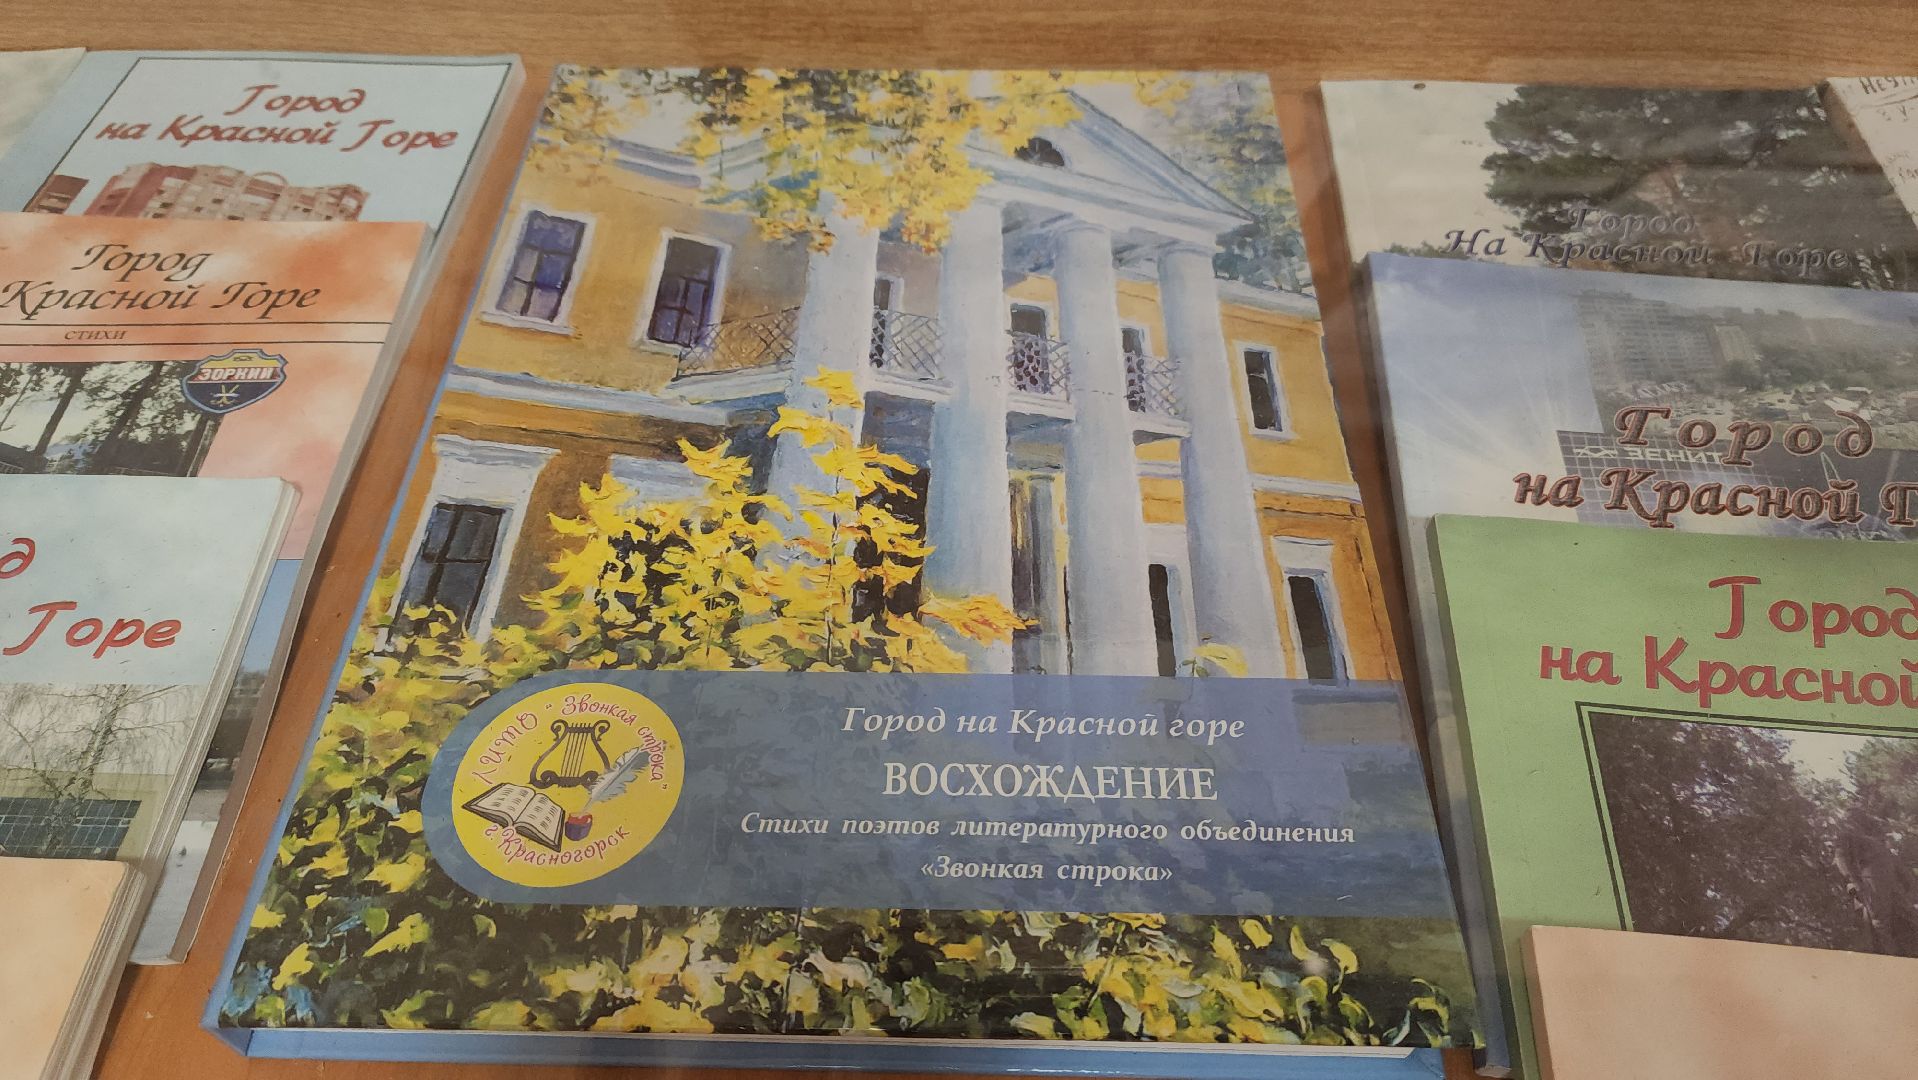 Город
на Красной Горе
Город
Красной Горе
стихи
ЗОРКИЙ
Горе
ЛИТО "Звонкая строка"
г. Красногорск
Город на Красной горе
ВОСХОЖДЕНИЕ
Стихи поэтов литературного объединения
«Звонкая строка»
Город
На Красной Горе
Город
ЗЕНИТ
на Красной Г
Город
на Красной